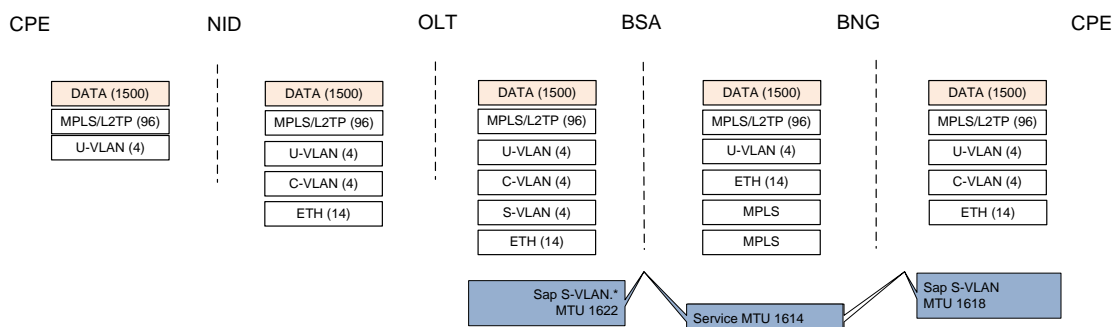 CPE
NID
OLT
BSA
BNG
CPE
DATA (1500)
MPLS/L2TP (96)
U-VLAN (4)
DATA (1500)
MPLS/L2TP (96)
U-VLAN (4)
C-VLAN (4)
ETH (14)
DATA (1500)
MPLS/L2TP (96)
U-VLAN (4)
C-VLAN (4)
S-VLAN (4)
ETH (14)
DATA (1500)
MPLS/L2TP (96)
U-VLAN (4)
ETH (14)
MPLS
MPLS
DATA (1500)
MPLS/L2TP (96)
U-VLAN (4)
C-VLAN (4)
ETH (14)
Sap S-VLAN.*
MTU 1622
Service MTU 1614
Sap S-VLAN
MTU 1618